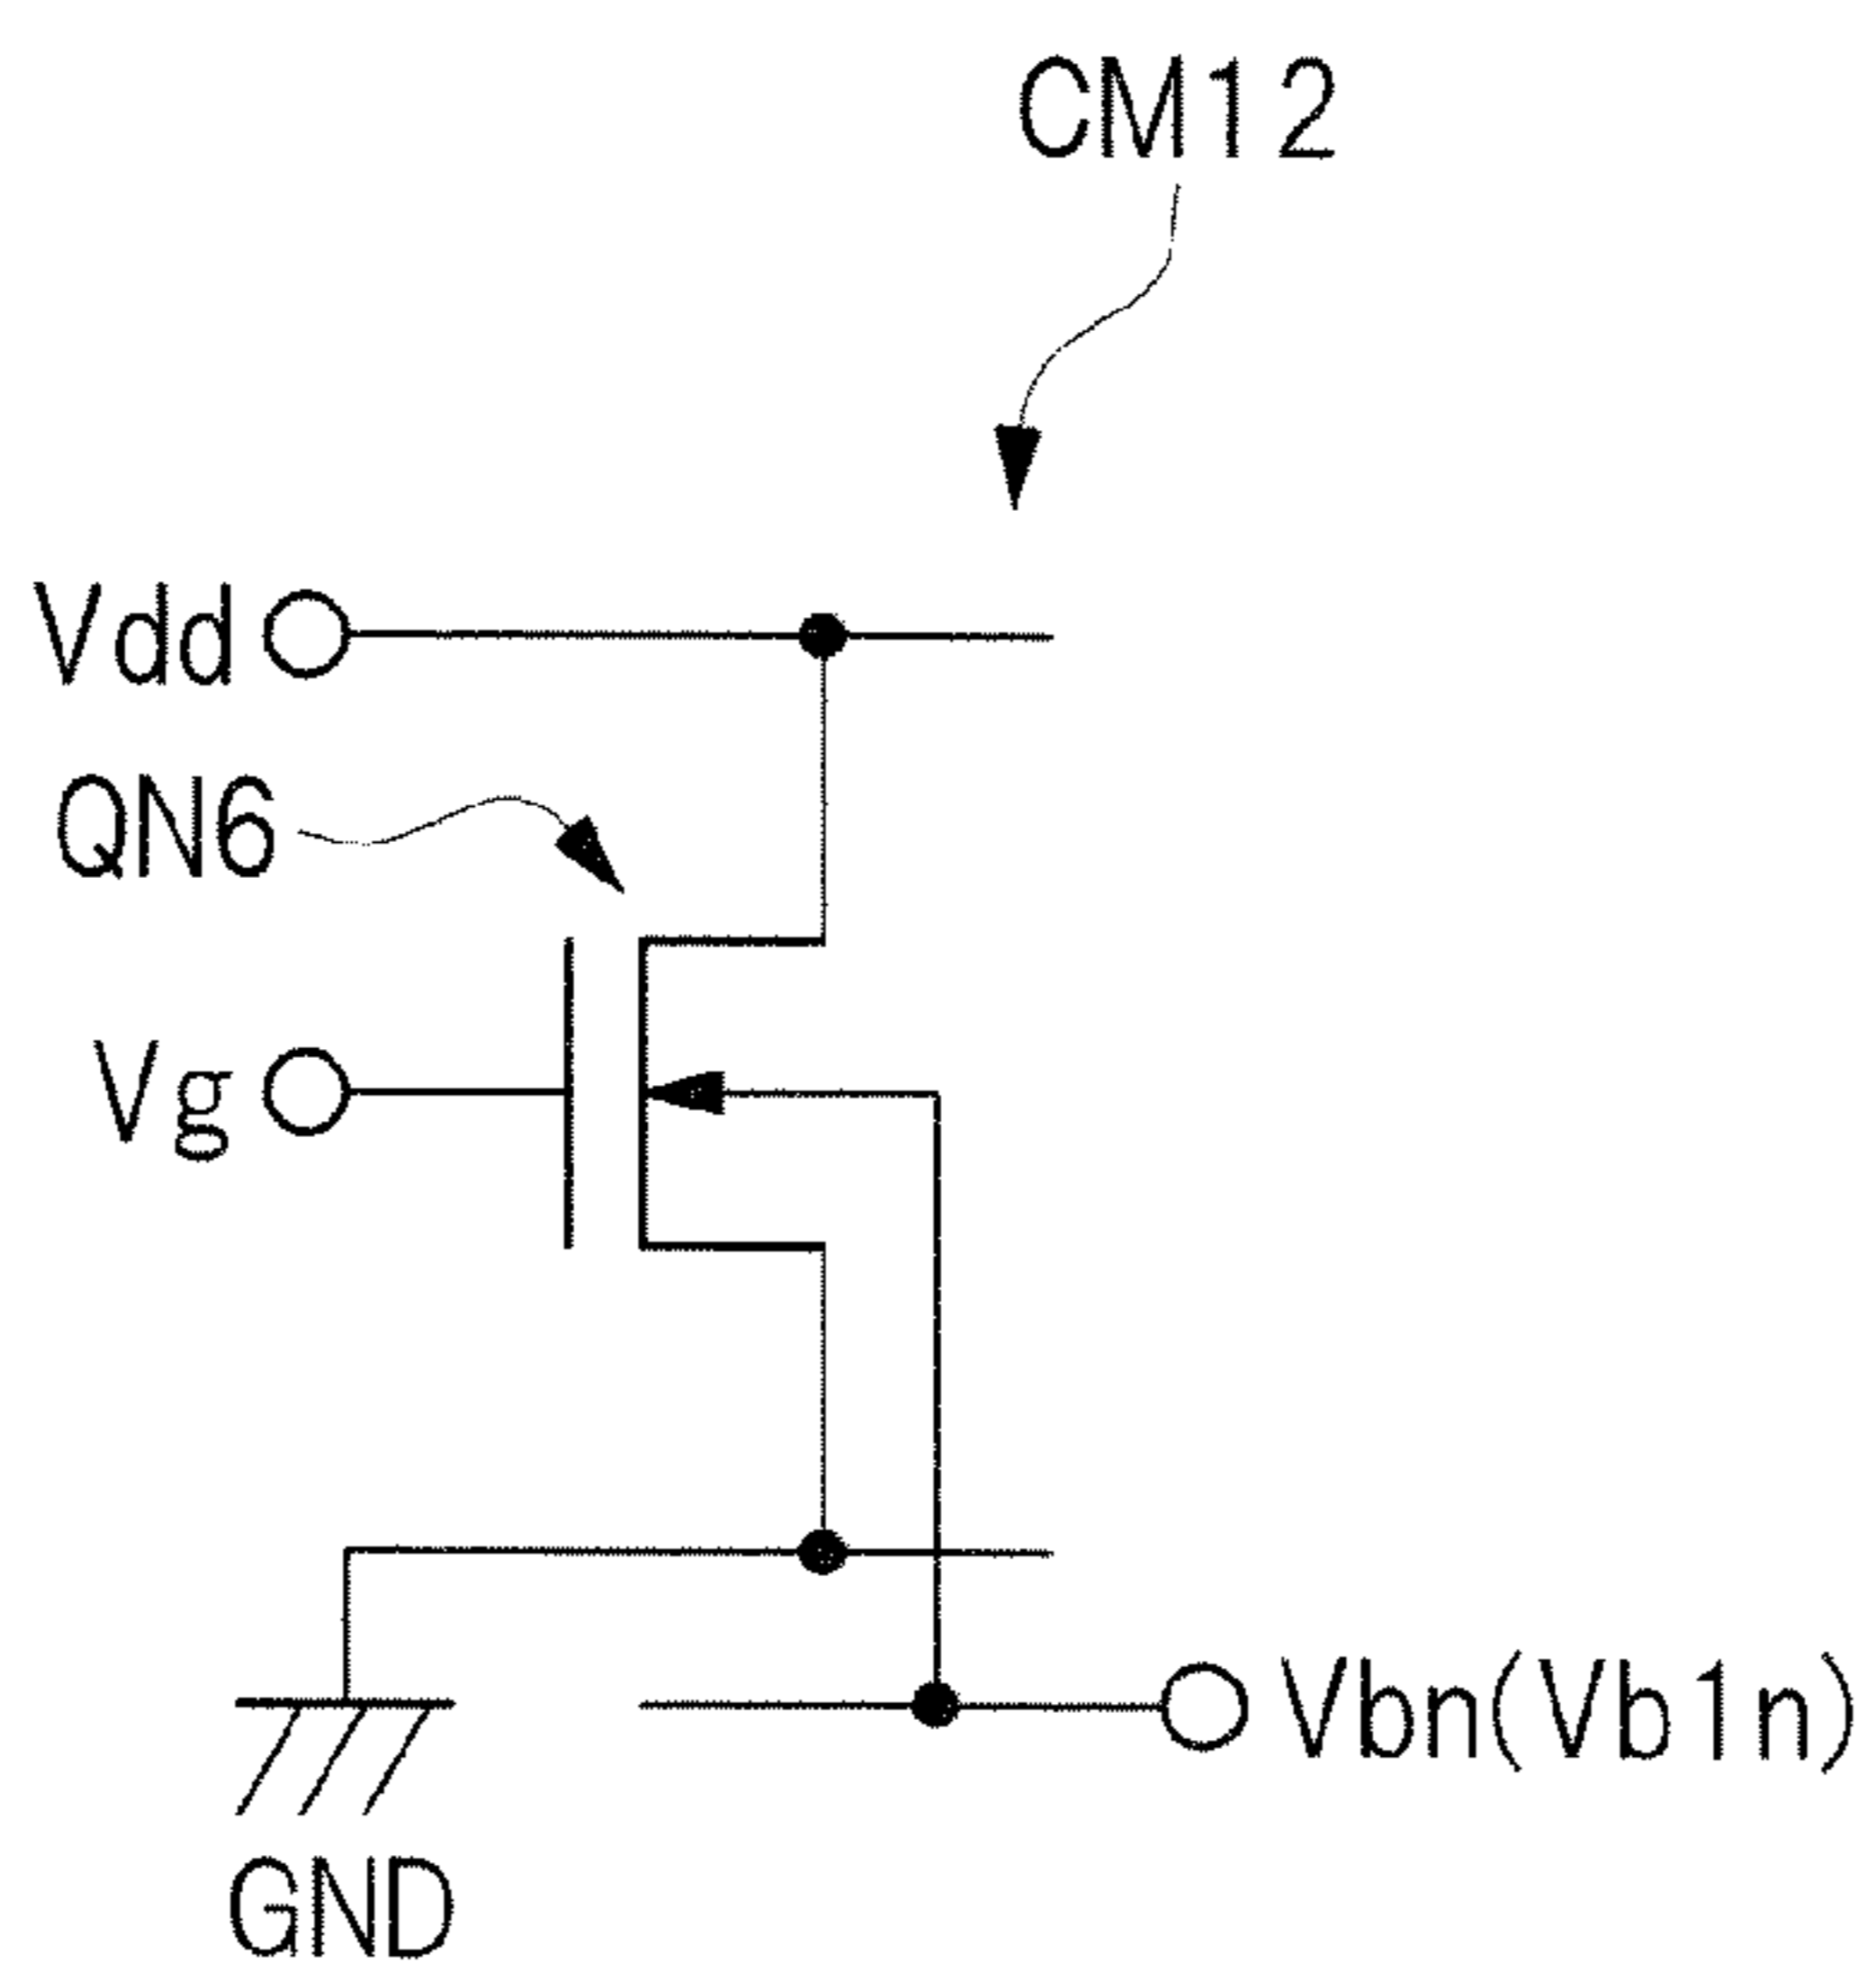 CM12
Vdd
QN6
Vg
Vbn(Vb1n)
GND